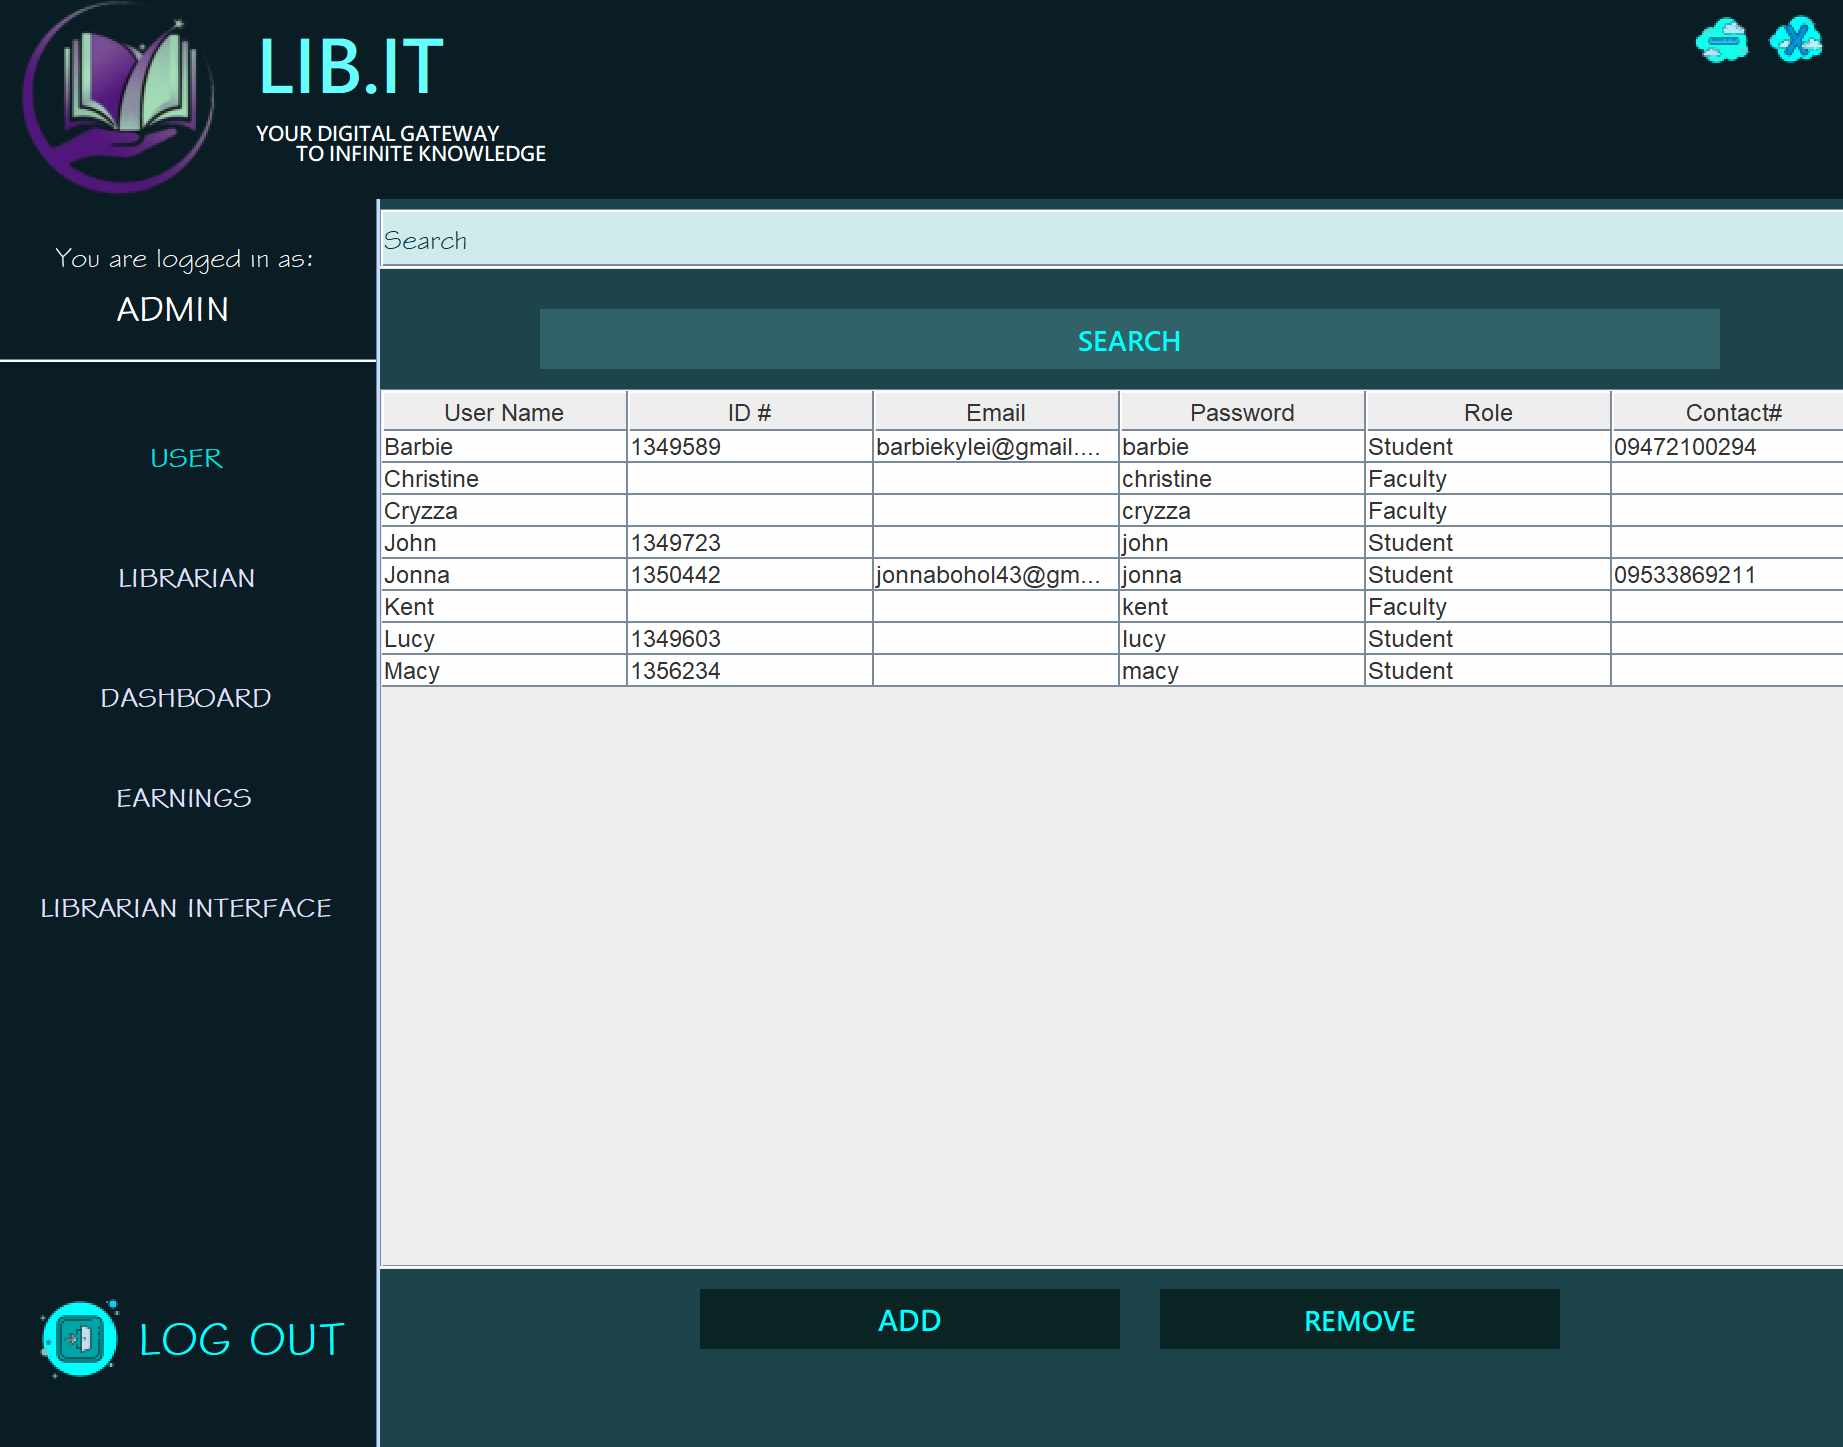 LIB.IT
YOUR DIGITAL GATEWAY
TO INFINITE KNOWLEDGE
You are logged in as:
ADMIN
USER
LIBRARIAN
DASHBOARD
EARNINGS
LIBRARIAN INTERFACE
LOG OUT
Search
SEARCH
User Name ID # Email Password Role Contact#
Barbie 1349589 barbiekylei@gmail.... barbie Student 09472100294
Christine christine Faculty
Cryzza cryzza Faculty
John 1349723 john Student
Jonna 1350442 jonnabohol43@gm... jonna Student 09533869211
Kent kent Faculty
Lucy 1349603 lucy Student
Macy 1356234 macy Student
ADD REMOVE